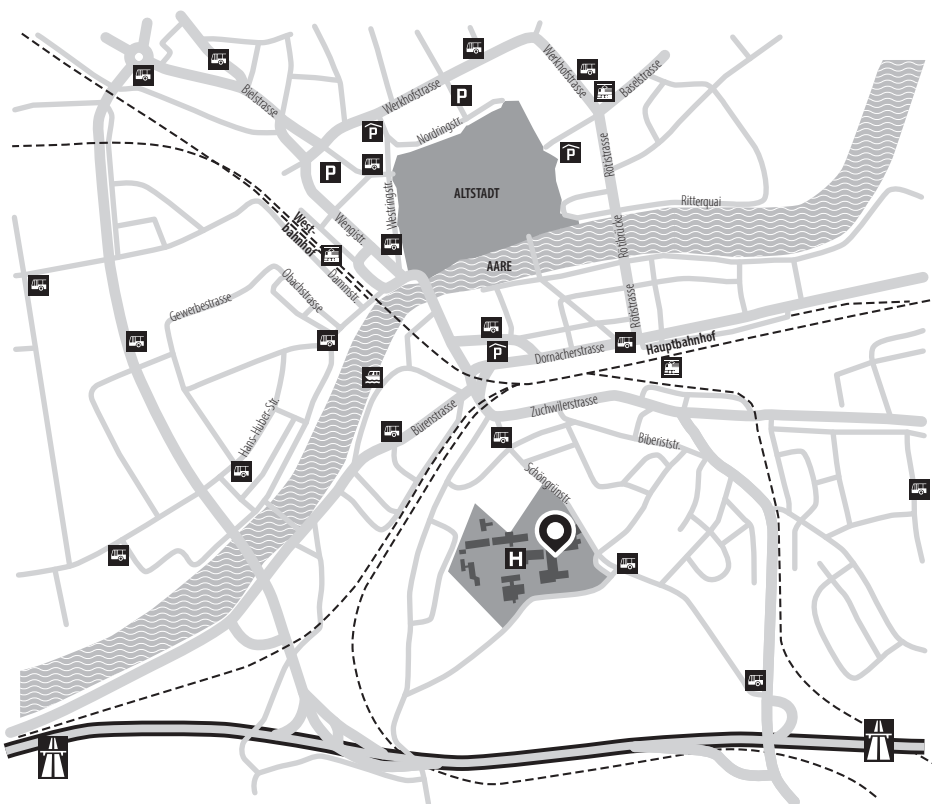 Werkhofstrasse
Baselstrasse
Bielstrasse
Werkhofstrasse
P
Nordringstr.
P
P
P
Rötistrasse
ALTSTADT
Westringstr.
Ritterquai
West-
bahnhof
Wengistr.
Rötibrücke
AARE
Dammstr.
Obachstrasse
Gewerbestrasse
Rötistrasse
P
Dornacherstrasse
Hauptbahnhof
Hans-Huber-Str.
Bürenstrasse
Zuchwilerstrasse
Biberiststr.
Schöngrünstr.
H